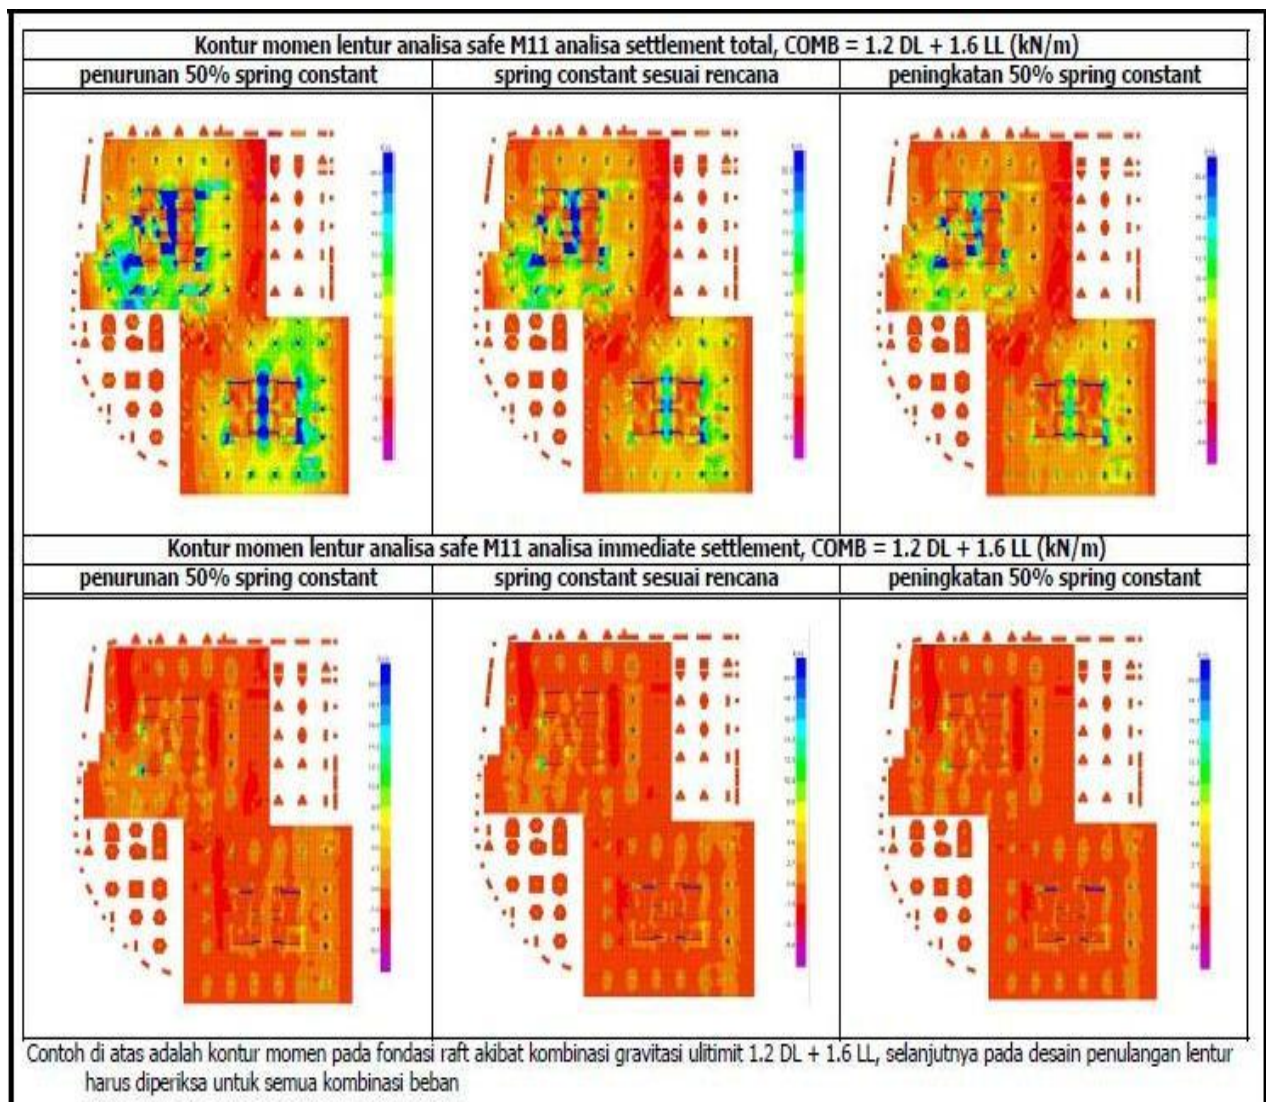 Kontur momen lentur analisa safe M11 analisa settlement total, COMB = 1.2 DL + 1.6 LL (kN/m)
penurunan 50% spring constant
spring constant sesuai rencana
peningkatan 50% spring constant
Kontur momen lentur analisa safe M11 analisa immediate settlement, COMB = 1.2 DL + 1.6 LL (kN/m)
penurunan 50% spring constant
spring constant sesuai rencana
peningkatan 50% spring constant
Contoh di atas adalah kontur momen pada fondasi raft akibat kombinasi gravitasi ulitimit 1.2 DL + 1.6 LL, selanjutnya pada desain penulangan lentur
harus diperiksa untuk semua kombinasi beban